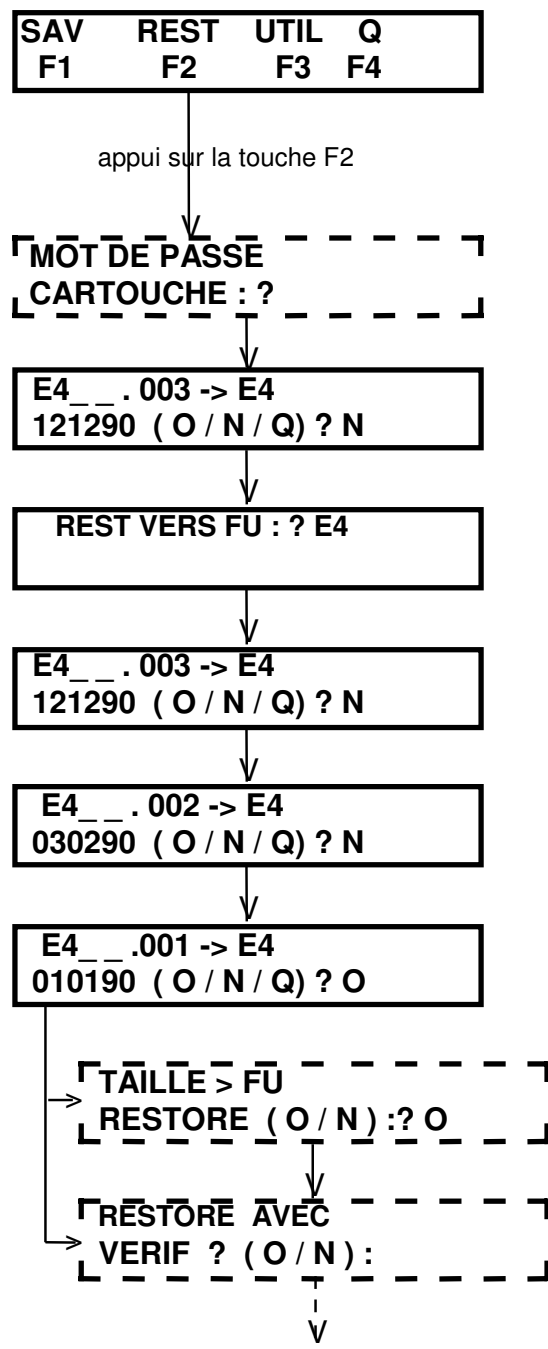 SAV REST UTIL Q
F1 F2 F3 F4
appui sur la touche F2
MOT DE PASSE
CARTOUCHE : ?
E4_ _ . 003 -> E4
121290 ( O / N / Q) ? N
REST VERS FU : ? E4
E4_ _ . 003 -> E4
121290 ( O / N / Q) ? N
E4_ _ . 002 -> E4
030290 ( O / N / Q) ? N
E4_ _ .001 -> E4
010190 ( O / N / Q) ? O
TAILLE > FU
RESTORE ( O / N ) :? O
RESTORE AVEC
VERIF ? ( O / N ) :